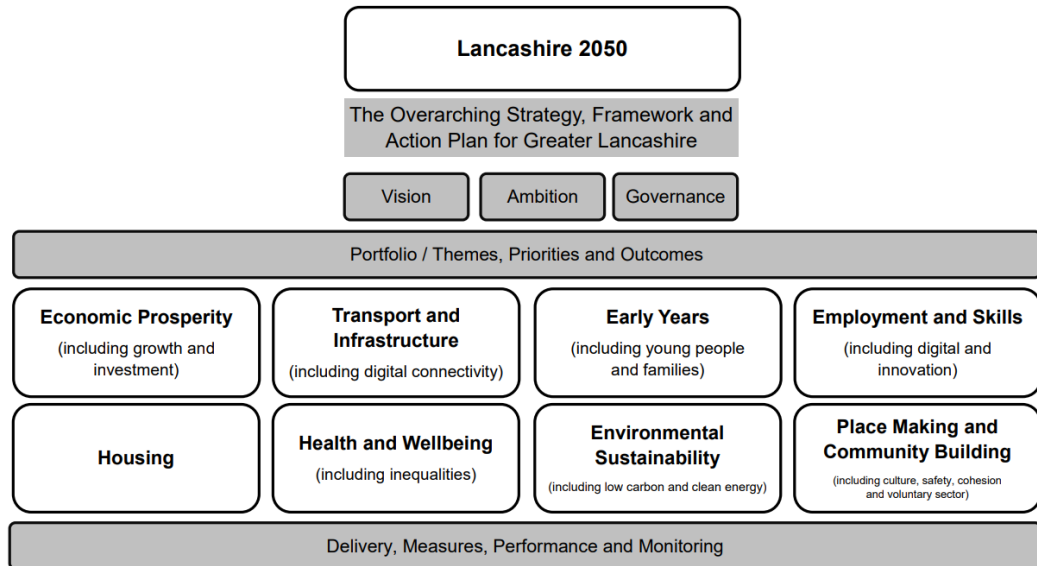 Lancashire 2050
The Overarching Strategy, Framework and
Action Plan for Greater Lancashire
Vision
Ambition
Governance
Portfolio / Themes, Priorities and Outcomes
Economic Prosperity
(including growth and
investment)
Transport and
Infrastructure
(including digital connectivity)
Early Years
(including young people
and families)
Employment and Skills
(including digital and
innovation)
Housing
Health and Wellbeing
(including inequalities)
Environmental
Sustainability
(including low carbon and clean energy)
Place Making and
Community Building
(including culture, safety, cohesion
and voluntary sector)
Delivery, Measures, Performance and Monitoring